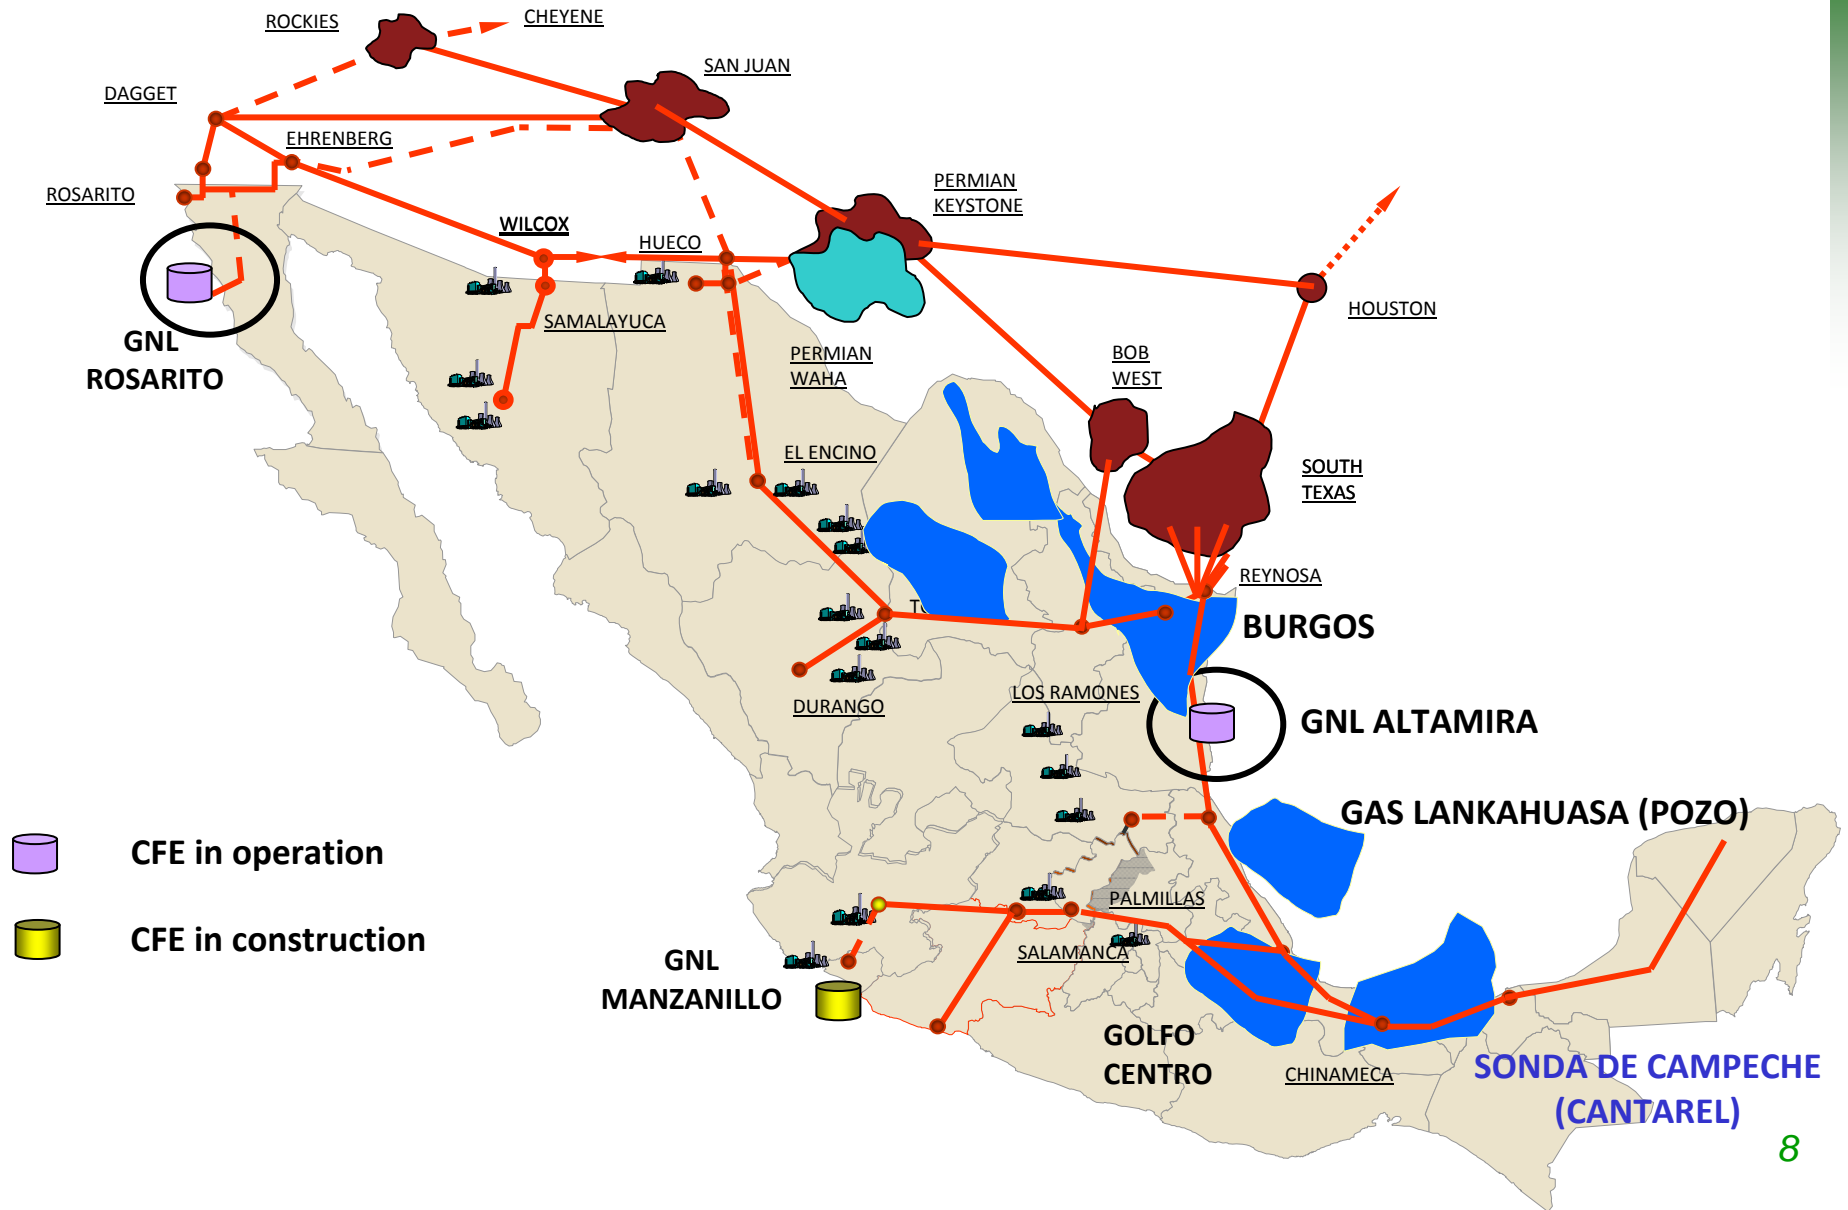 ROCKIES
CHEYENE
SAN JUAN
DAGGET
EHRENBERG
ROSARITO
PERMIAN
KEYSTONE
WILCOX
HUECO
HOUSTON
SAMALAYUCA
GNL
ROSARITO
PERMIAN
WAHA
BOB
WEST
EL ENCINO
SOUTH
TEXAS
REYNOSA
BURGOS
LOS RAMONES
DURANGO
GNL ALTAMIRA
GAS LANKAHUASA (POZO)
CFE in operation
PALMILLAS
CFE in construction
SALAMANCA
GNL
MANZANILLO
GOLFO
CENTRO
CHINAMECA
SONDA DE CAMPECHE
(CANTAREL)
8